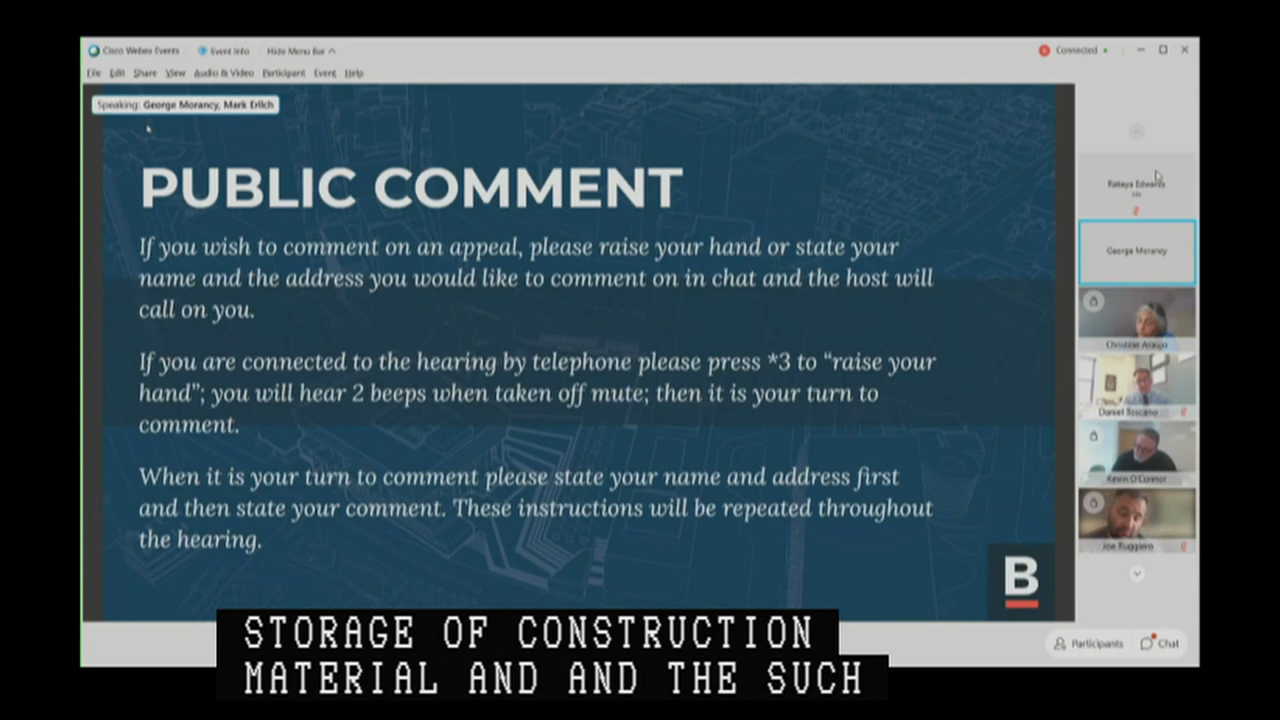 Cisco Webex Events
Event Info
Hide Menu Bar
Connected
File Edit Share View Audio & Video Participant Event Help
Speaking: George Morancy, Mark Erlich
PUBLIC COMMENT
If you wish to comment on an appeal, please raise your hand or state your
name and the address you would like to comment on in chat and the host will
call on you.
If you are connected to the hearing by telephone please press *3 to “raise your
hand”; you will hear 2 beeps when taken off mute; then it is your turn to
comment.
When it is your turn to comment please state your name and address first
and then state your comment. These instructions will be repeated throughout
the hearing.
B
Rakeya Edwards
Me
George Morancy
Christine Araujo
Daniel Toscano
Kevin O'Connor
Joe Ruggiero
Participants
Chat
STORAGE OF CONSTRUCTION
MATERIAL AND AND THE SUCH